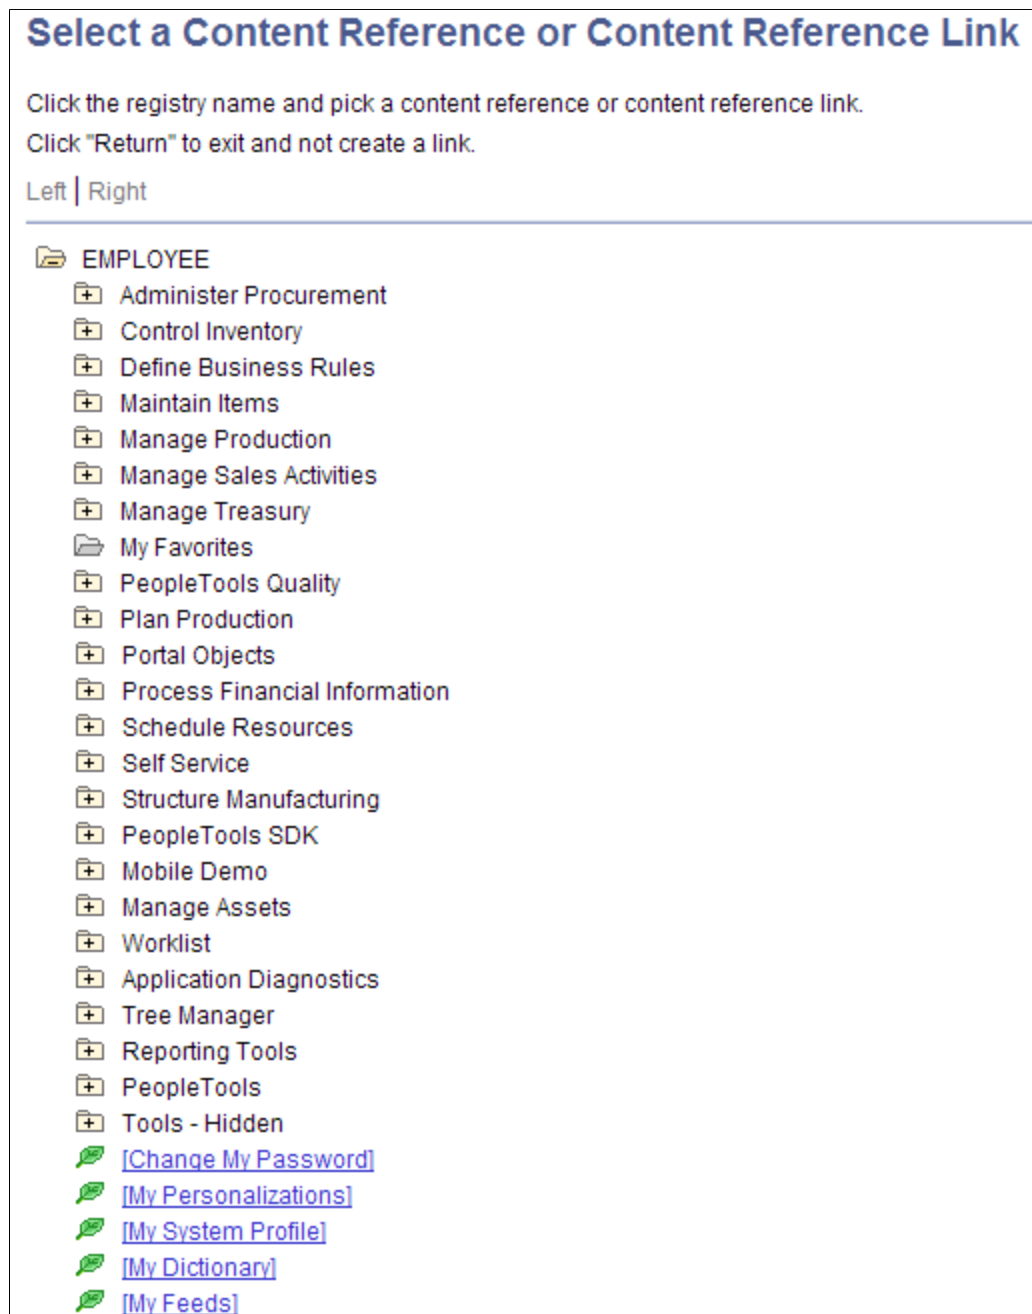 Select a Content Reference or Content Reference Link
Click the registry name and pick a content reference or content reference link.
Click "Return" to exit and not create a link.
Left | Right
EMPLOYEE
Administer Procurement
Control Inventory
Define Business Rules
Maintain Items
Manage Production
Manage Sales Activities
Manage Treasury
My Favorites
PeopleTools Quality
Plan Production
Portal Objects
Process Financial Information
Schedule Resources
Self Service
Structure Manufacturing
PeopleTools SDK
Mobile Demo
Manage Assets
Worklist
Application Diagnostics
Tree Manager
Reporting Tools
PeopleTools
Tools - Hidden
[Change My Password]
[My Personalizations]
[My System Profile]
[My Dictionary]
[My Feeds]